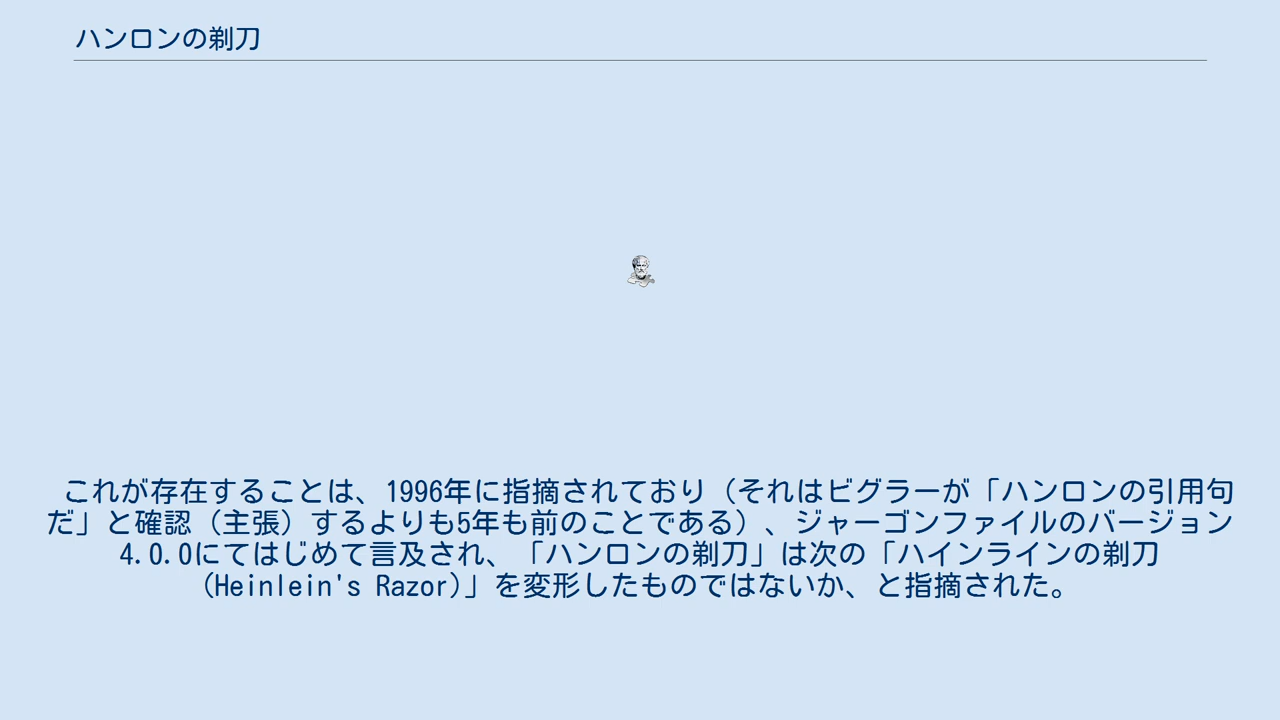 ハンロンの剃刀
これが存在することは、1996年に指摘されており（それはビグラーが「ハンロンの引用句
だ」と確認（主張）するよりも5年も前のことである）、ジャーゴンファイルのバージョン
4.0.0にてはじめて言及され、「ハンロンの剃刀」は次の「ハインラインの剃刀
(Heinlein's Razor)」を変形したものではないか、と指摘された。